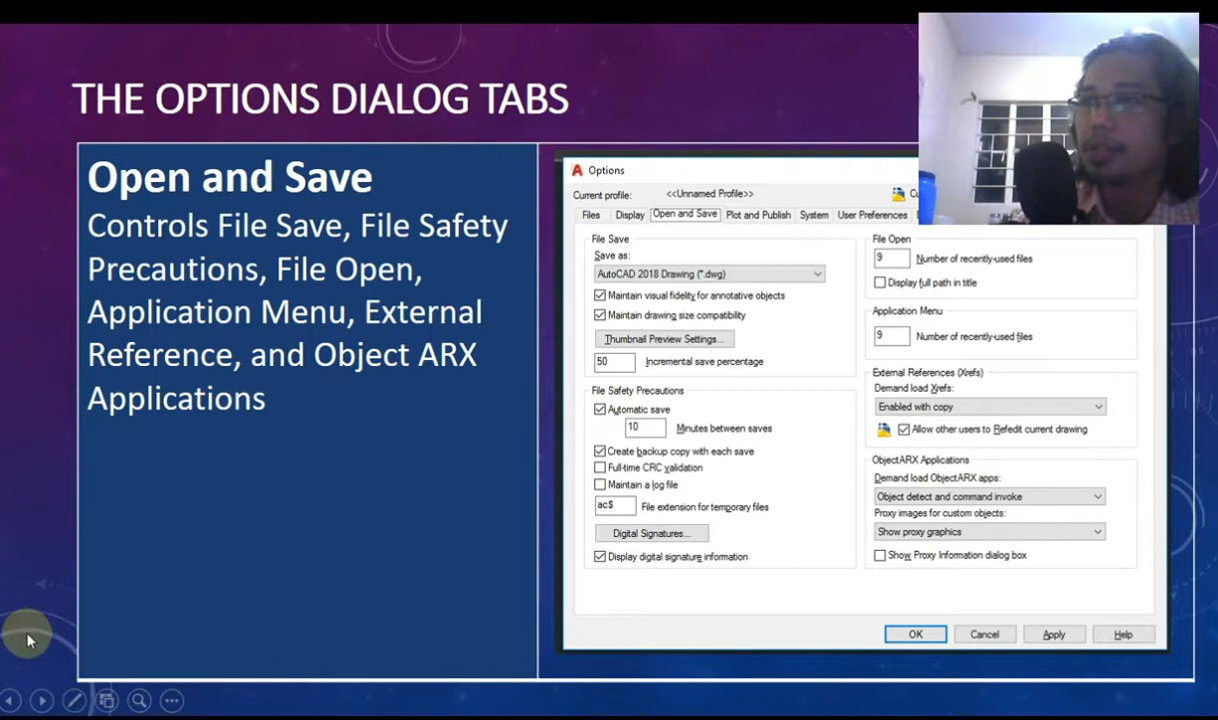 THE OPTIONS DIALOG TABS
Open and Save
Controls File Save, File Safety
Precautions, File Open,
Application Menu, External
Reference, and Object ARX
Applications
A Options
Current profile: <<Unnamed Profile>>
Files Display Open and Save Plot and Publish System User Preferences
File Save
Save as:
AutoCAD 2018 Drawing (*.dwg)
Maintain visual fidelity for annotative objects
Maintain drawing size compatibility
Thumbnail Preview Settings...
50 Incremental save percentage
File Safety Precautions
Automatic save
10 Minutes between saves
Create backup copy with each save
Full-time CRC validation
Maintain a log file
ac$ File extension for temporary files
Digital Signatures...
Display digital signature information
File Open
9 Number of recently-used files
Display full path in title
Application Menu
9 Number of recently-used files
External References (Xrefs)
Demand load Xrefs:
Enabled with copy
Allow other users to Refedit current drawing
ObjectARX Applications
Demand load ObjectARX apps:
Object detect and command invoke
Proxy images for custom objects:
Show proxy graphics
Show Proxy Information dialog box
OK Cancel Apply Help